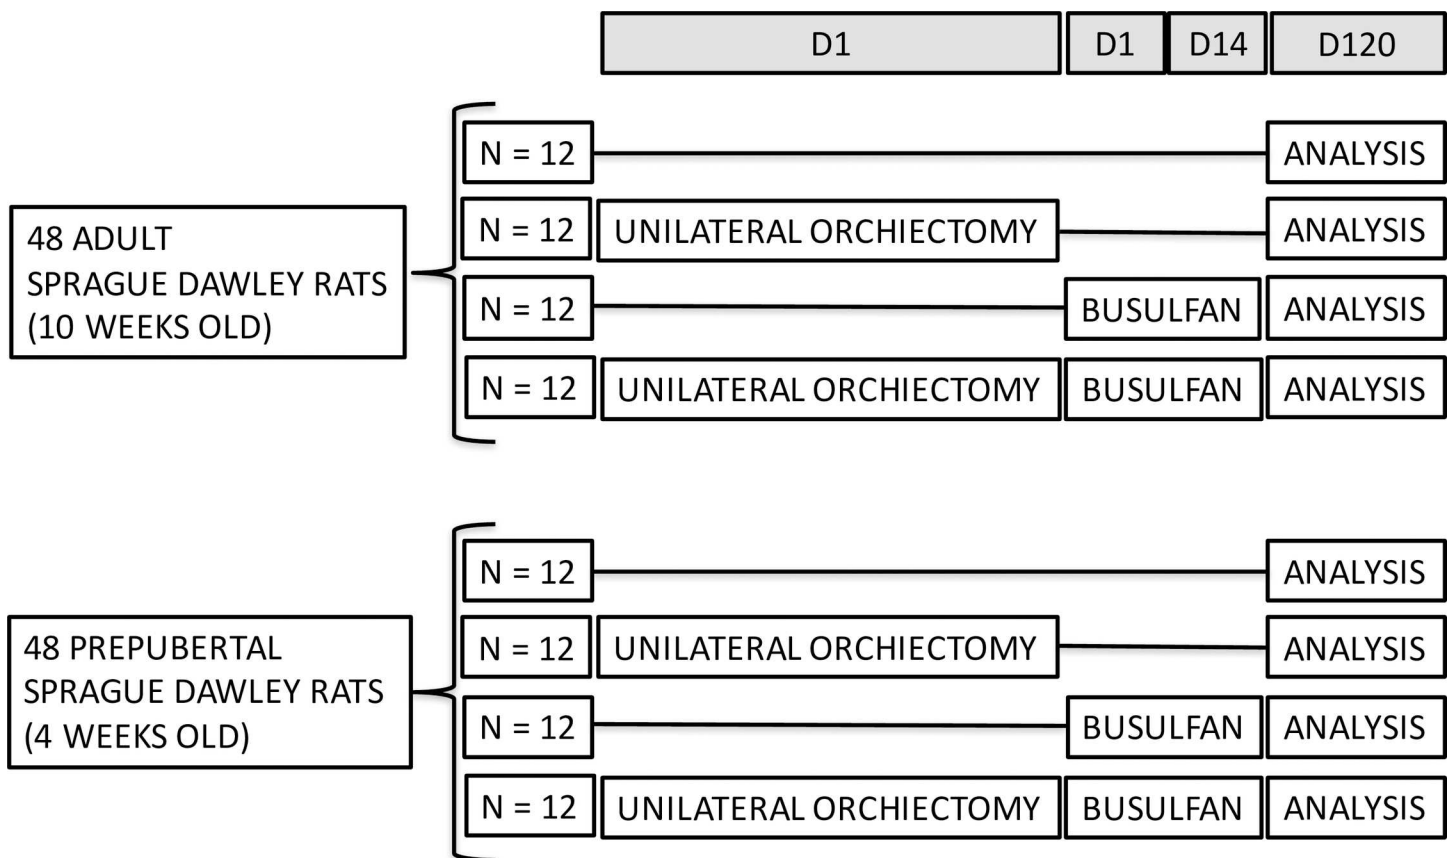 D1 D1 D14 D120
N = 12 ANALYSIS
N = 12 UNILATERAL ORCHIECTOMY ANALYSIS
48 ADULT
SPRAGUE DAWLEY RATS
(10 WEEKS OLD)
N = 12 BUSULFAN ANALYSIS
N = 12 UNILATERAL ORCHIECTOMY BUSULFAN ANALYSIS
N = 12 ANALYSIS
N = 12 UNILATERAL ORCHIECTOMY ANALYSIS
48 PREPUBERTAL
SPRAGUE DAWLEY RATS
(4 WEEKS OLD)
N = 12 BUSULFAN ANALYSIS
N = 12 UNILATERAL ORCHIECTOMY BUSULFAN ANALYSIS